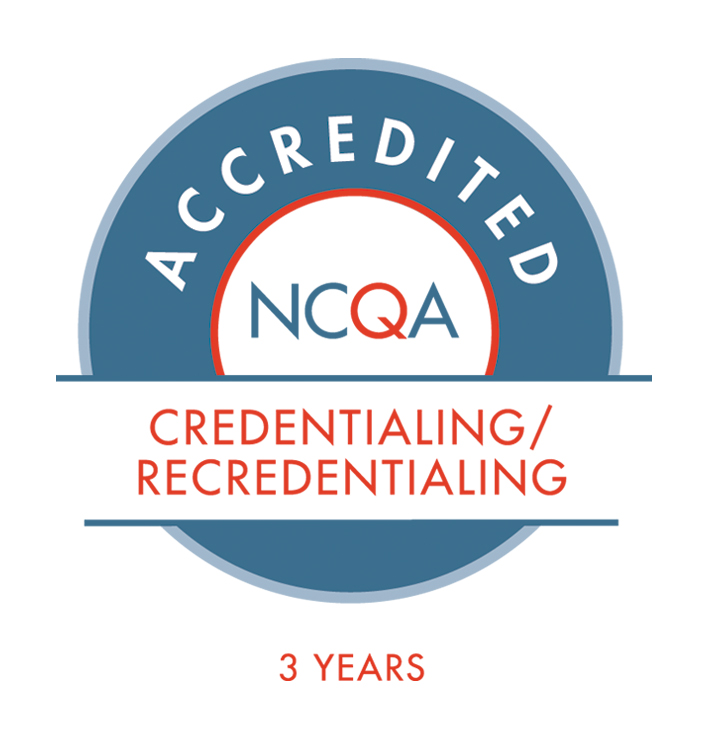 ACCREDITED
NCQA
CREDENTIALING/
RECREDENTIALING
3 YEARS